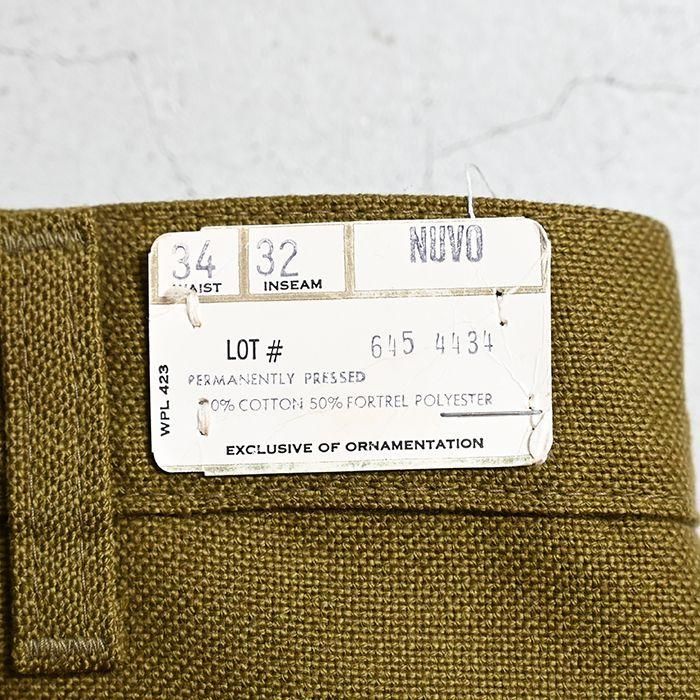 34 32 NUVO
WAIST INSEAM
LOT # 645 4434
PERMANENTLY PRESSED
0% COTTON 50% FORTREL POLYESTER
WPL 423
EXCLUSIVE OF ORNAMENTATION